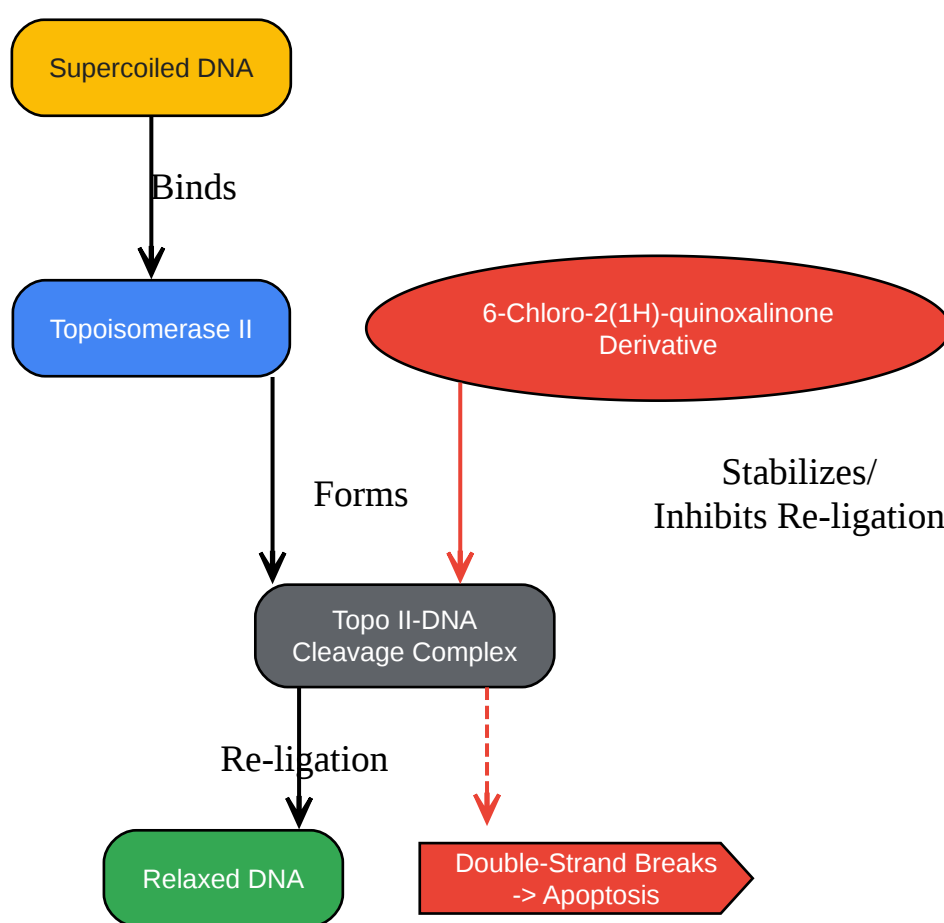 Supercoiled DNA
Binds
Topoisomerase II
6-Chloro-2(1H)-quinoxalinone
Derivative
Forms
Stabilizes/
Inhibits Re-ligation
Topo II-DNA
Cleavage Complex
Re-ligation
Relaxed DNA
Double-Strand Breaks
-> Apoptosis